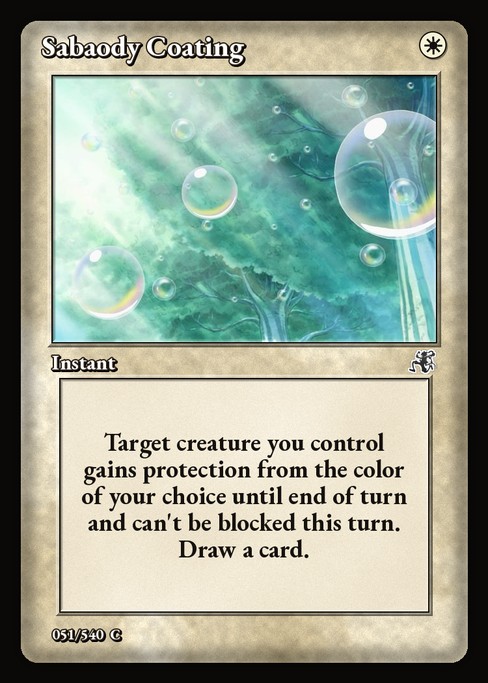 Sabaody Coating
Instant
Target creature you control
gains protection from the color
of your choice until end of turn
and can't be blocked this turn.
Draw a card.
051/540 C